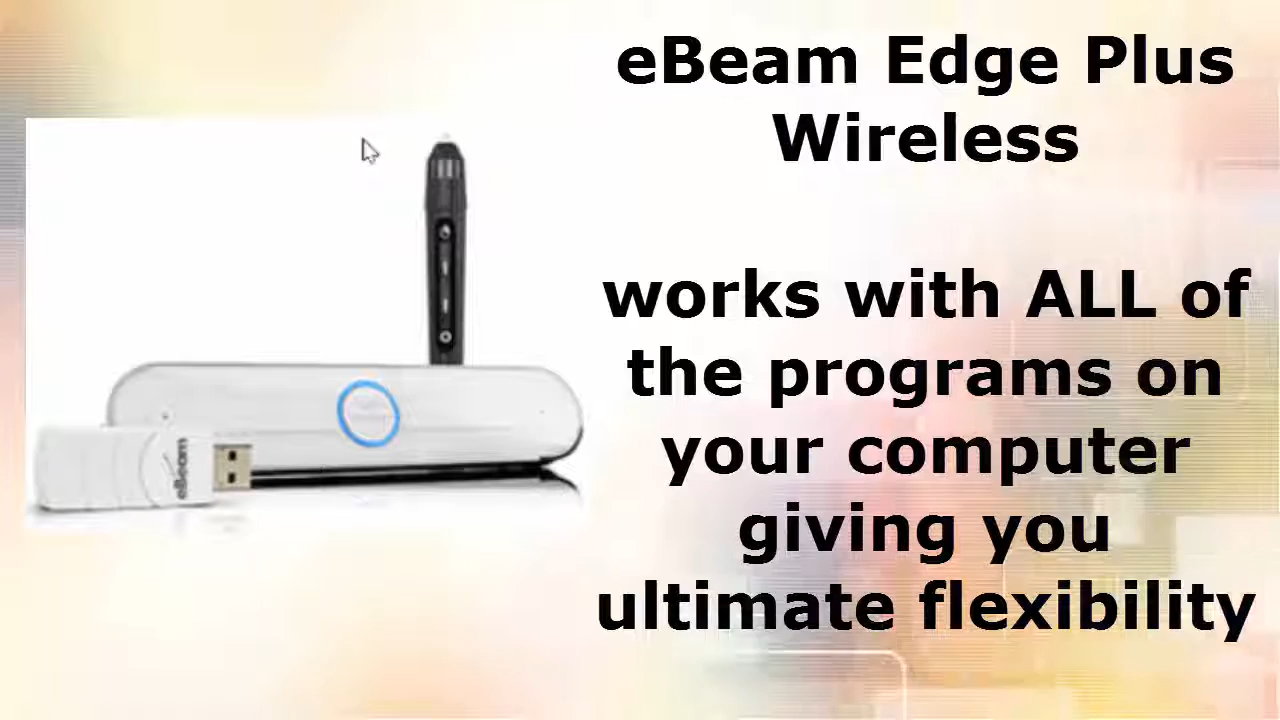 eBeam Edge Plus
Wireless
works with ALL of
the programs on
your computer
giving you
ultimate flexibility
eBeam